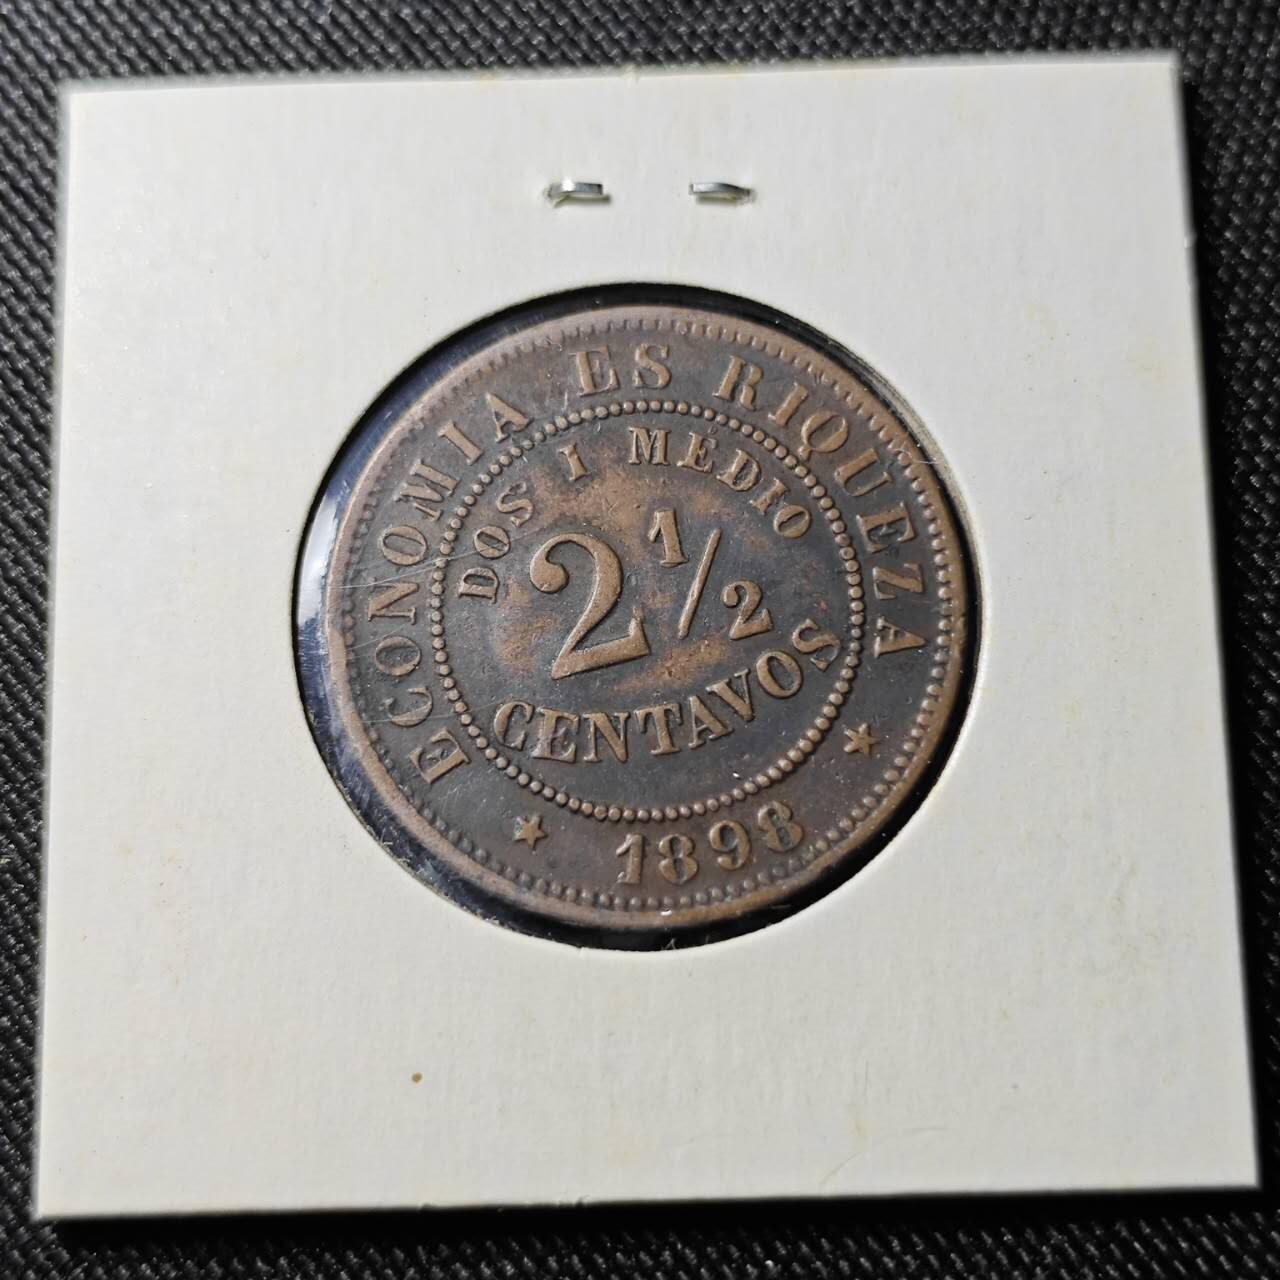 ECONOMIA ES RIQUEZA
DOS I MEDIO
2 1/2
CENTAVOS
★ 1898 ★